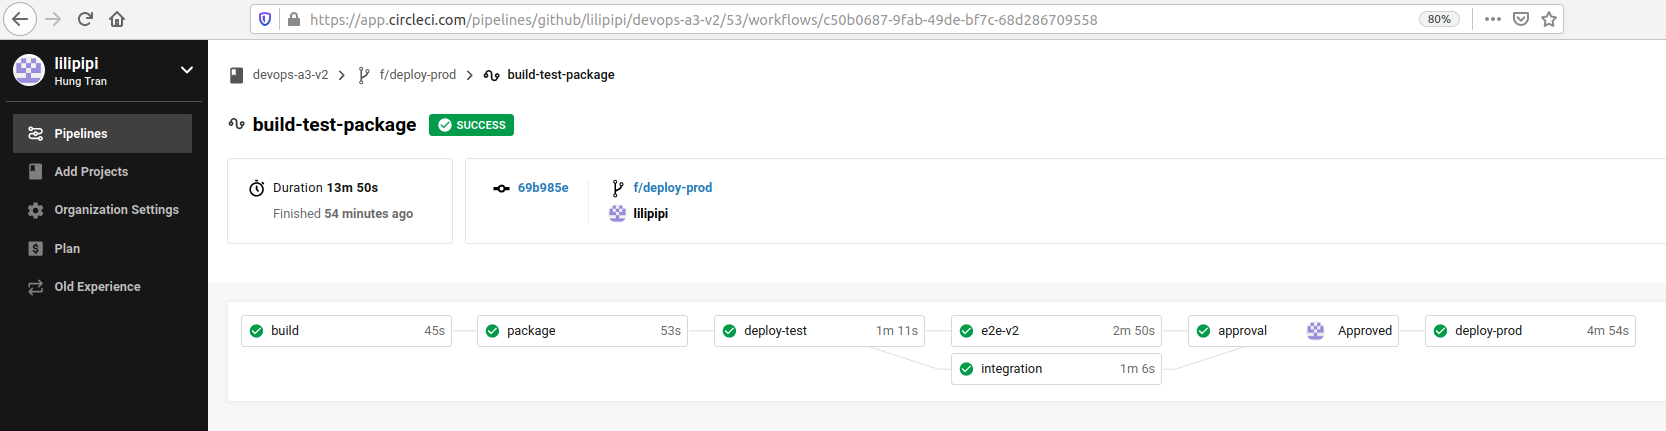 https://app.circleci.com/pipelines/github/lilipipi/devops-a3-v2/53/workflows/c50b0687-9fab-49de-bf7c-68d286709558
80%
lilipipi
Hung Tran
Pipelines
Add Projects
Organization Settings
Plan
Old Experience
devops-a3-v2
f/deploy-prod
build-test-package
build-test-package
SUCCESS
Duration 13m 50s
Finished 54 minutes ago
69b985e
f/deploy-prod
lilipipi
build 45s
package 53s
deploy-test 1m 11s
e2e-v2 2m 50s
approval Approved
deploy-prod 4m 54s
integration 1m 6s